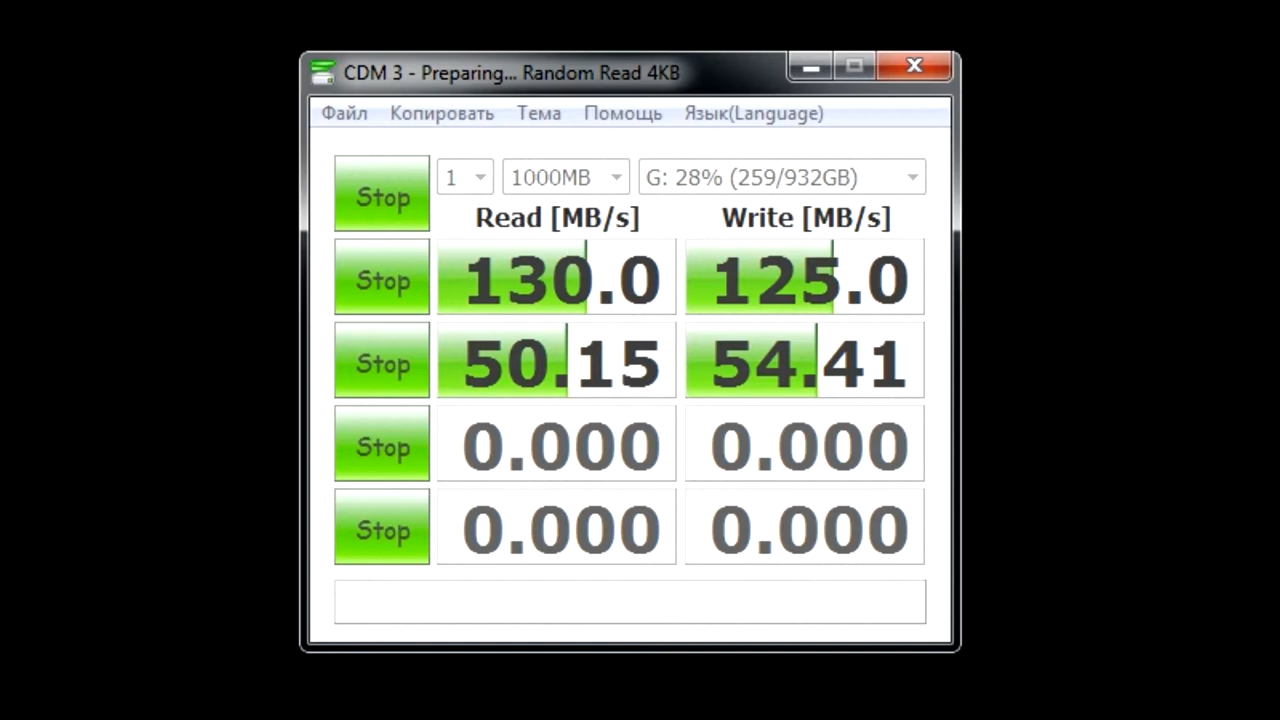 CDM 3 - Preparing... Random Read 4KB
Файл Копировать Тема Помощь Язык(Language)
Stop 1 1000MB G: 28% (259/932GB)
Read [MB/s] Write [MB/s]
Stop 130.0 125.0
Stop 50.15 54.41
Stop 0.000 0.000
Stop 0.000 0.000